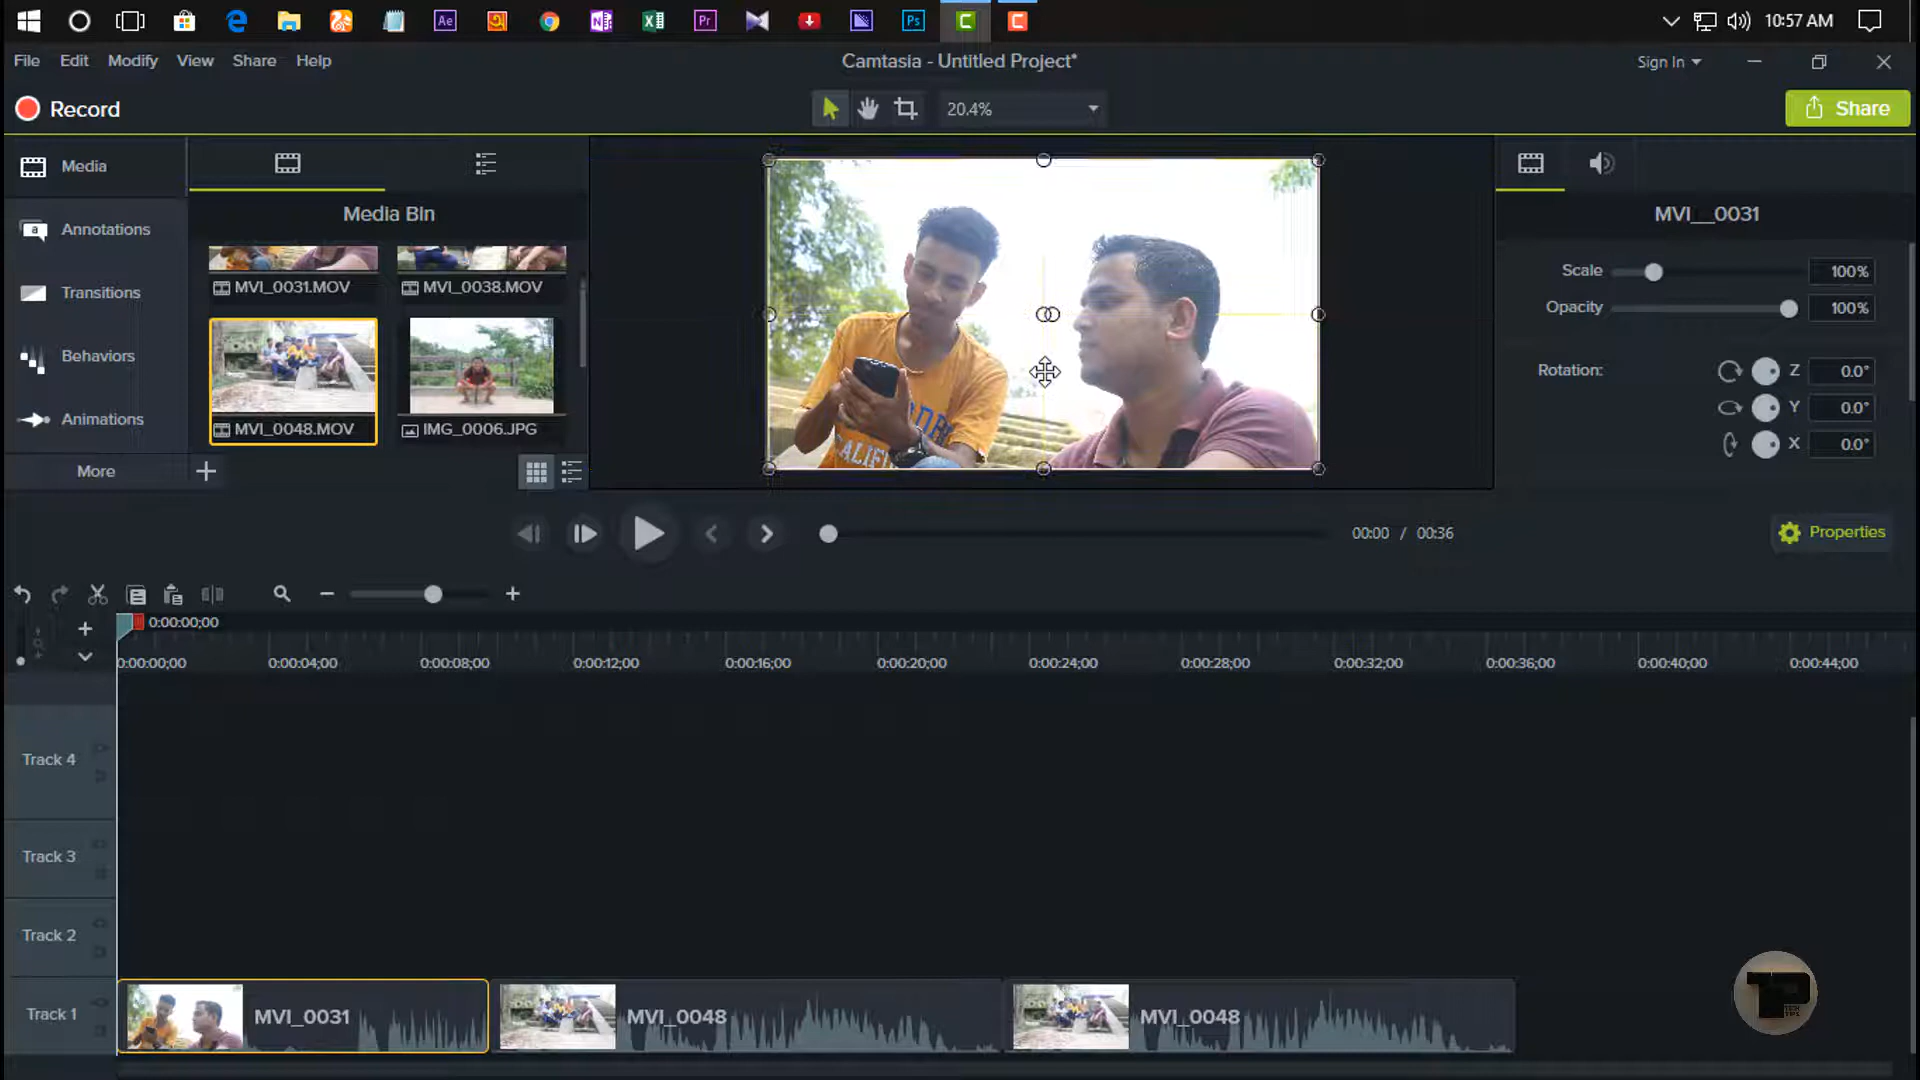 10:57 AM
File Edit Modify View Share Help
Camtasia - Untitled Project*
Sign In
Record
20.4%
Share
Media
Annotations
Transitions
Behaviors
Animations
More
Media Bin
MVI_0031.MOV
MVI_0038.MOV
MVI_0048.MOV
IMG_0006.JPG
CALIF
MVI__0031
Scale 100%
Opacity 100%
Rotation: Z 0.0°
Y 0.0°
X 0.0°
00:00 / 00:36
Properties
0:00:00;00
0:00:00;00 0:00:04;00 0:00:08;00 0:00:12;00 0:00:16;00 0:00:20;00 0:00:24;00 0:00:28;00 0:00:32;00 0:00:36;00 0:00:40;00 0:00:44;00
Track 4
Track 3
Track 2
Track 1
MVI_0031
MVI_0048
MVI_0048